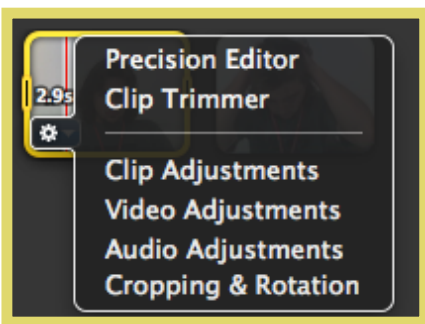 Precision Editor
2.9s
Clip Trimmer
Clip Adjustments
Video Adjustments
Audio Adjustments
Cropping & Rotation